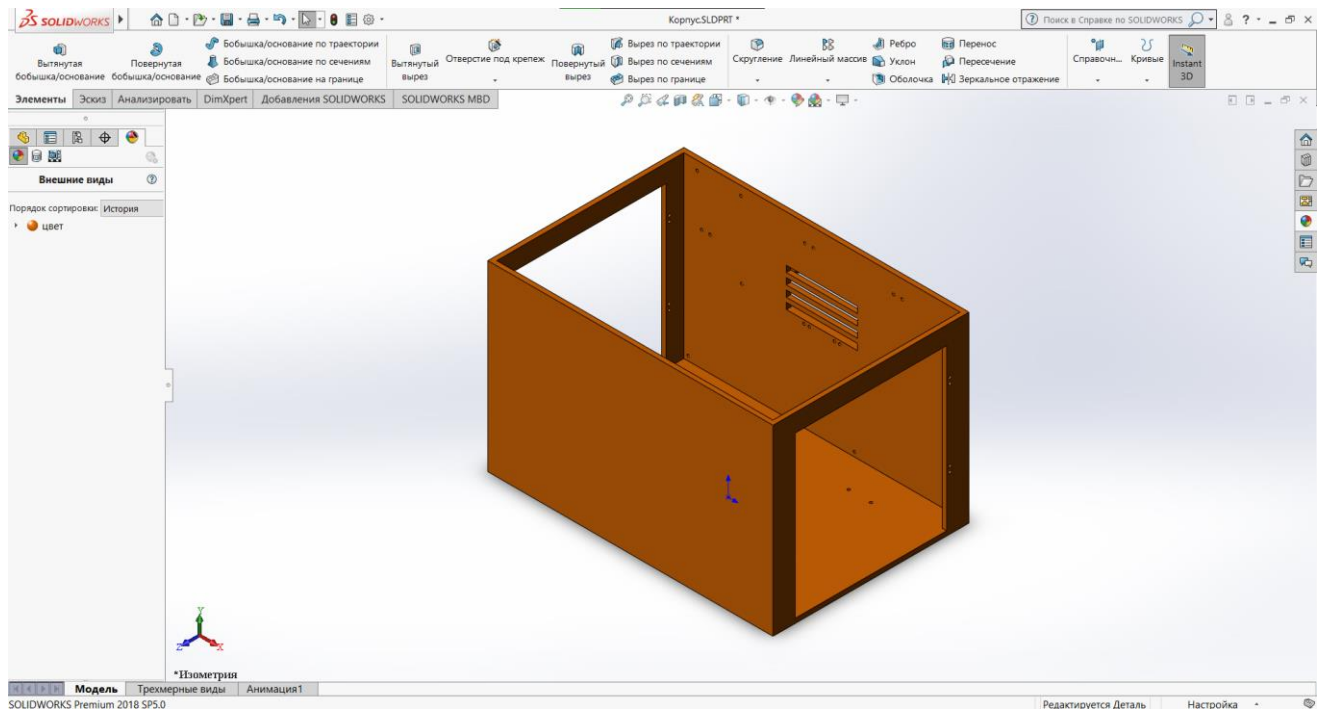 SOLIDWORKS
Корпус.SLDPRT *
Поиск в Справке по SOLIDWORKS
Вытянутая бобышка/основание
Повернутая бобышка/основание
Бобышка/основание по траектории
Бобышка/основание по сечениям
Бобышка/основание на границе
Вытянутый вырез
Отверстие под крепеж
Повернутый вырез
Вырез по траектории
Вырез по сечениям
Вырез по границе
Скругление
Линейный массив
Ребро
Уклон
Оболочка
Перенос
Пересечение
Зеркальное отражение
Справочн...
Кривые
Instant 3D
Элементы
Эскиз
Анализировать
DimXpert
Добавления SOLIDWORKS
SOLIDWORKS MBD
Внешние виды
Порядок сортировки: История
цвет
Y
Z
X
*Изометрия
Модель
Трехмерные виды
Анимация1
SOLIDWORKS Premium 2018 SP5.0
Редактируется Деталь
Настройка